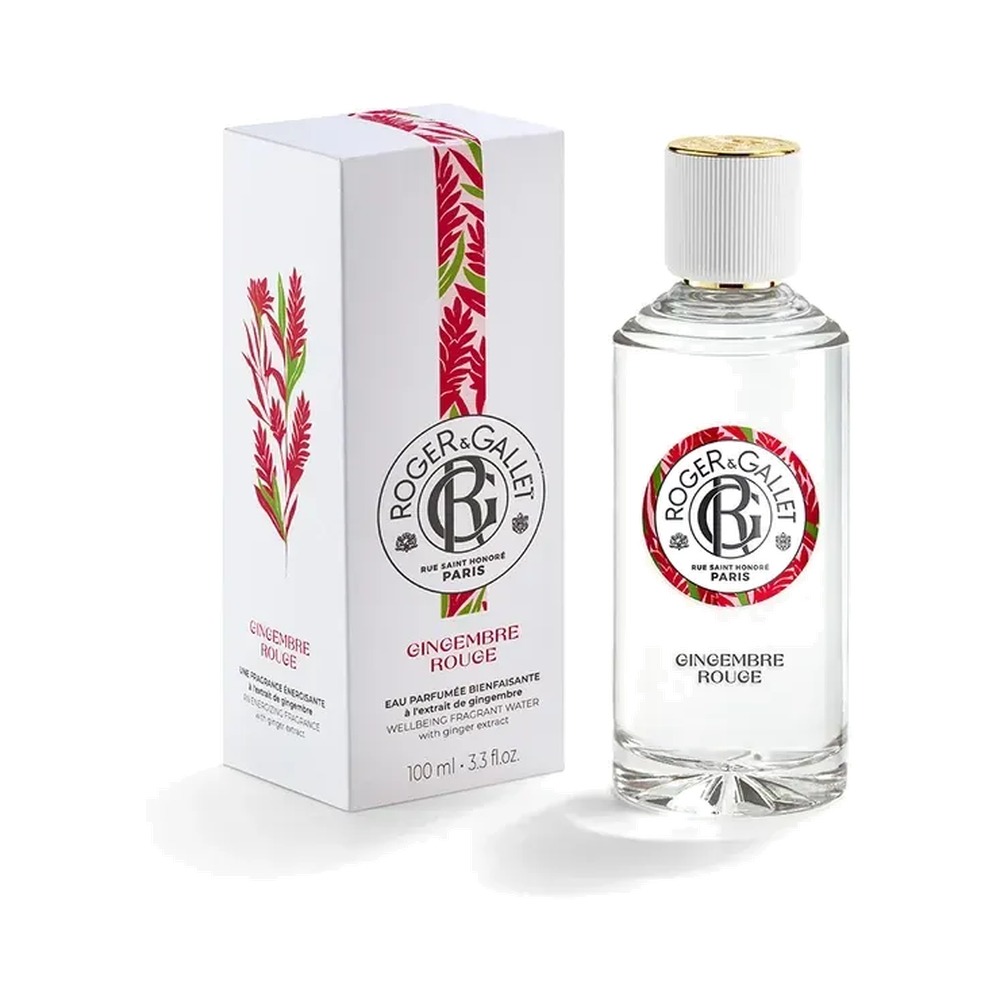 GINGEMBRE
ROUGE
UNE FRAGRANCE ÉNERGISANTE
à l'extrait de gingembre
AN ENERGIZING FRAGRANCE
with ginger extract
ROGER & GALLET
RG
RUE SAINT HONORÉ
PARIS
GINGEMBRE
ROUGE
EAU PARFUMÉE BIENFAISANTE
à l'extrait de gingembre
WELLBEING FRAGRANT WATER
with ginger extract
100 ml • 3.3 fl.oz.
ROGER & GALLET
RG
RUE SAINT HONORÉ
PARIS
GINGEMBRE
ROUGE